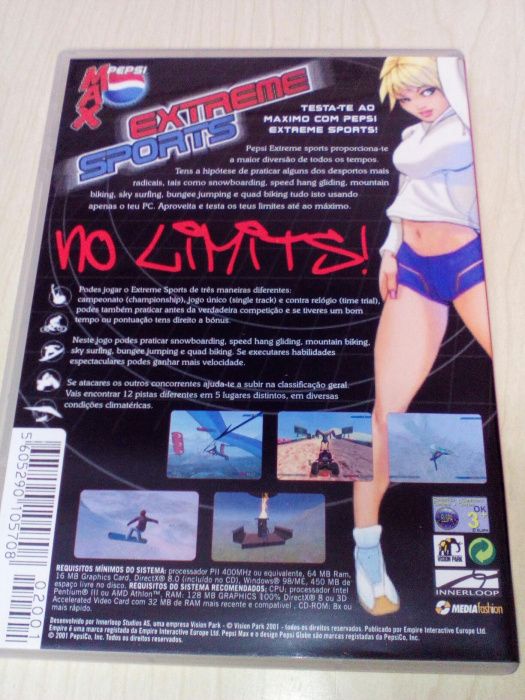 PEPSI
MAX
EXTREME
SPORTS
TESTA-TE AO
MAXIMO COM PEPSI
EXTREME SPORTS!
Pepsi Extreme sports proporciona-te
a maior diversão de todos os tempos.
Tens a hipótese de praticar alguns dos desportos mais
radicais, tais como snowboarding, speed hang gliding, mountain
biking, sky surfing, bungee jumping e quad biking tudo isto usando
apenas o teu PC. Aproveita e testa os teus limites até ao máximo.
NO LIMITS!
Podes jogar o Extreme Sports de três maneiras diferentes:
campeonato (championship), jogo único (single track) e contra relógio (time trial),
podes também praticar antes da verdadeira competição e se tiveres um bom
tempo ou pontuação tens direito a bónus.
Neste jogo podes praticar snowboarding, speed hang gliding, mountain biking,
sky surfing, bungee jumping e quad biking. Se executares habilidades
espectaculares podes ganhar mais velocidade.
Se atacares os outros concorrentes ajuda-te a subir na classificação geral.
Vais encontrar 12 pistas diferentes em 5 lugares distintos, em diversas
condições climatéricas.
5 605290 105708
02001
OK
3+
VISION PARK
INNERLOOP
MEDIAfashion
REQUISITOS MÍNIMOS DO SISTEMA: processador PII 400MHz ou equivalente, 64 MB Ram,
16 MB Graphics Card, DirectX® 8.0 (incluído no CD), Windows® 98/ME, 450 MB de
espaço livre no disco. REQUISITOS DO SISTEMA RECOMENDADOS: CPU: processador Intel
Pentium® III ou AMD Athlon™, RAM: 128 MB GRAPHICS 100% DirectX® 8 ou 3D
Accelerated Video Card com 32 MB de RAM mais recente e compatível , CD-ROM: 8x ou
mais rápido.
Desenvolvido por Innerloop Studios AS, uma empresa Vision Park - © Vision Park 2001 - todos os direitos reservados. Publicado por Empire Interactive Europe Ltd.
Empire é uma marca registada da Empire Interactive Europe Ltd. Pepsi Max e o design Pepsi Globe são marcas registadas da PepsiCo, Inc.
© 2001 PepsiCo, Inc. Todos os direitos reservados.